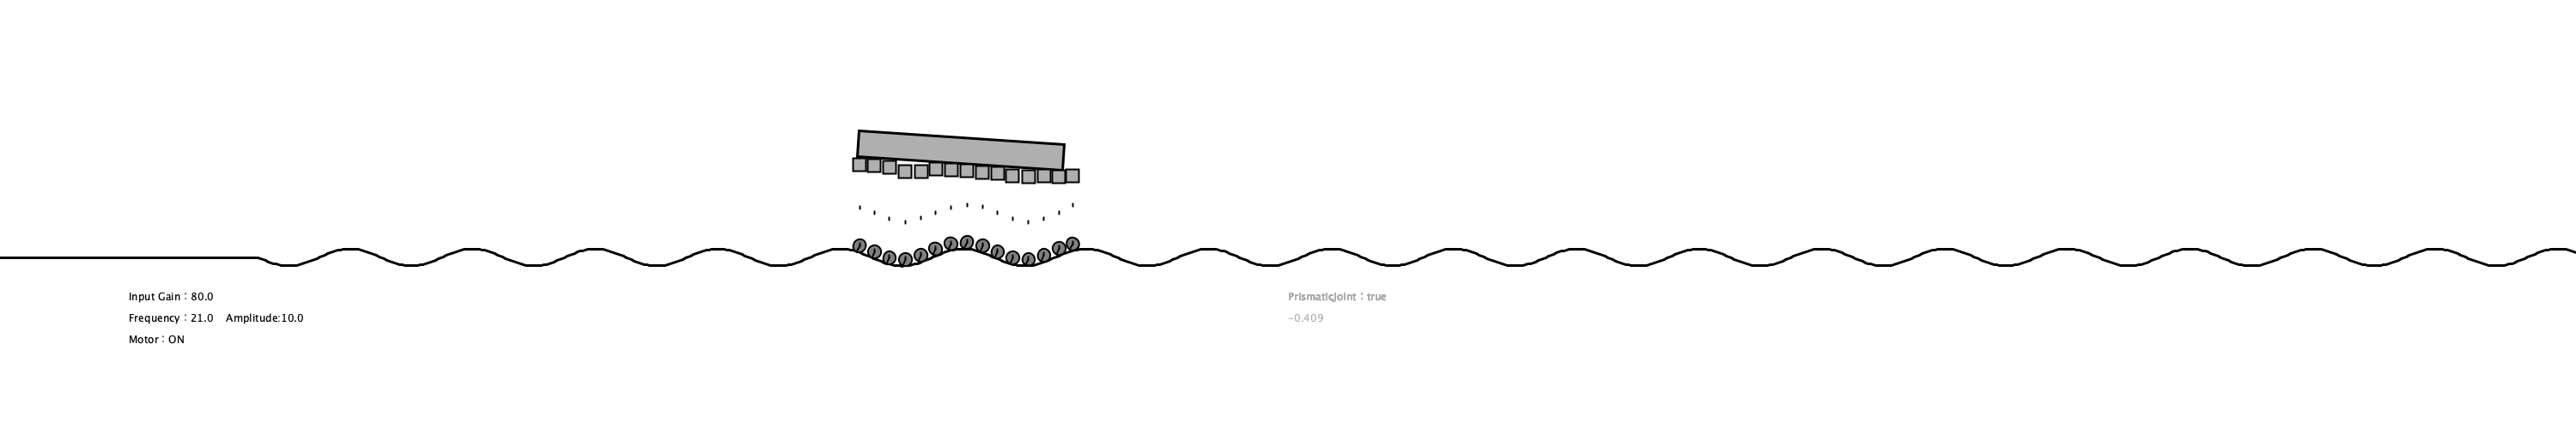 Input Gain : 80.0
Frequency : 21.0    Amplitude:10.0
Motor : ON
PrismaticJoint : true
-0.409